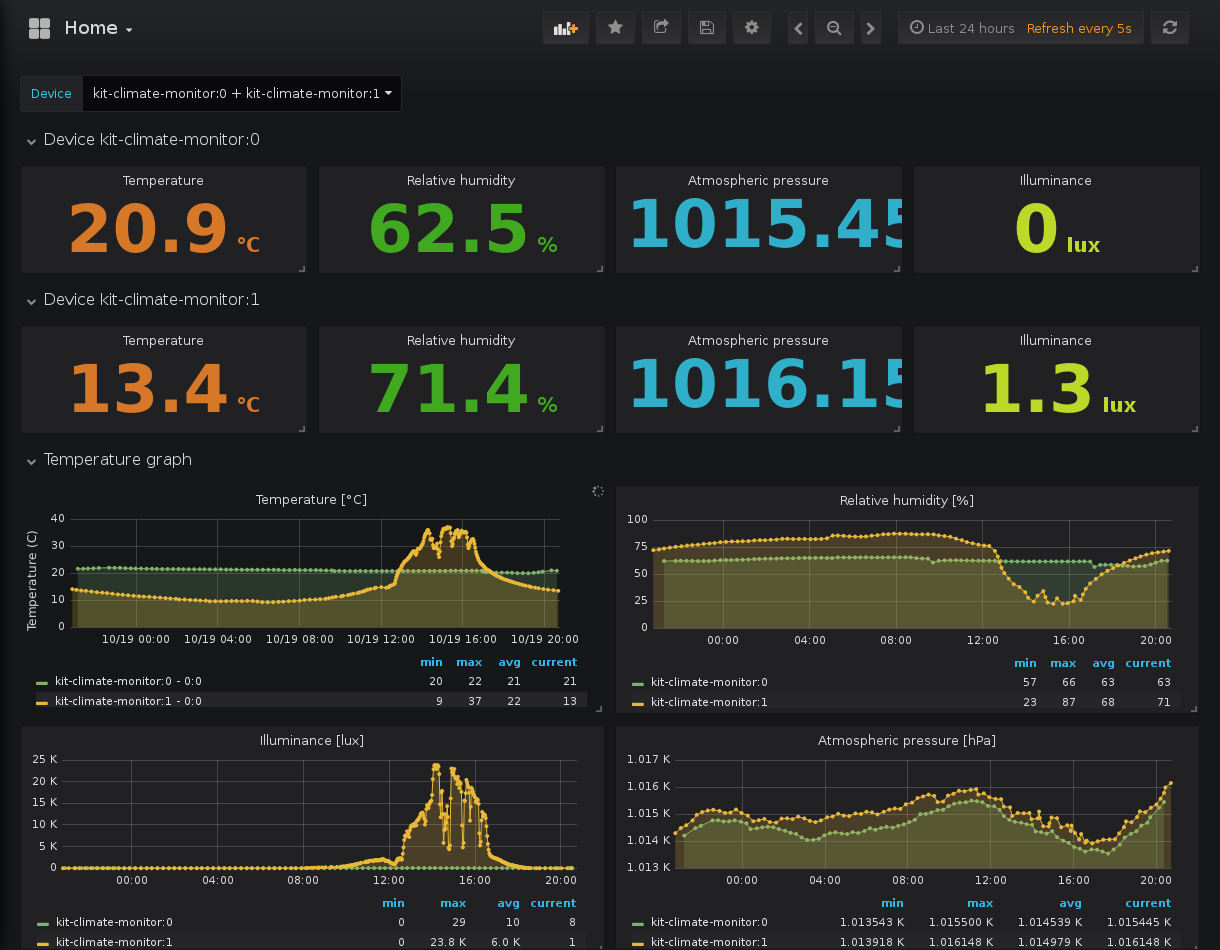 Home
Last 24 hours Refresh every 5s
Device kit-climate-monitor:0 + kit-climate-monitor:1
Device kit-climate-monitor:0
Temperature Relative humidity Atmospheric pressure Illuminance
20.9 °C 62.5 % 1015.45 0 lux
Device kit-climate-monitor:1
Temperature Relative humidity Atmospheric pressure Illuminance
13.4 °C 71.4 % 1016.15 1.3 lux
Temperature graph
Temperature [°C]
Temperature (C)
40
30
20
10
0
10/19 00:00 10/19 04:00 10/19 08:00 10/19 12:00 10/19 16:00 10/19 20:00
min max avg current
kit-climate-monitor:0 - 0:0 20 22 21 21
kit-climate-monitor:1 - 0:0 9 37 22 13
Relative humidity [%]
100
75
50
25
0
00:00 04:00 08:00 12:00 16:00 20:00
min max avg current
kit-climate-monitor:0 57 66 63 63
kit-climate-monitor:1 23 87 68 71
Illuminance [lux]
25 K
20 K
15 K
10 K
5 K
0
00:00 04:00 08:00 12:00 16:00 20:00
min max avg current
kit-climate-monitor:0 0 29 10 8
kit-climate-monitor:1 0 23.8 K 6.0 K 1
Atmospheric pressure [hPa]
1.017 K
1.016 K
1.015 K
1.014 K
1.013 K
00:00 04:00 08:00 12:00 16:00 20:00
min max avg current
kit-climate-monitor:0 1.013543 K 1.015500 K 1.014539 K 1.015445 K
kit-climate-monitor:1 1.013918 K 1.016148 K 1.014979 K 1.016148 K